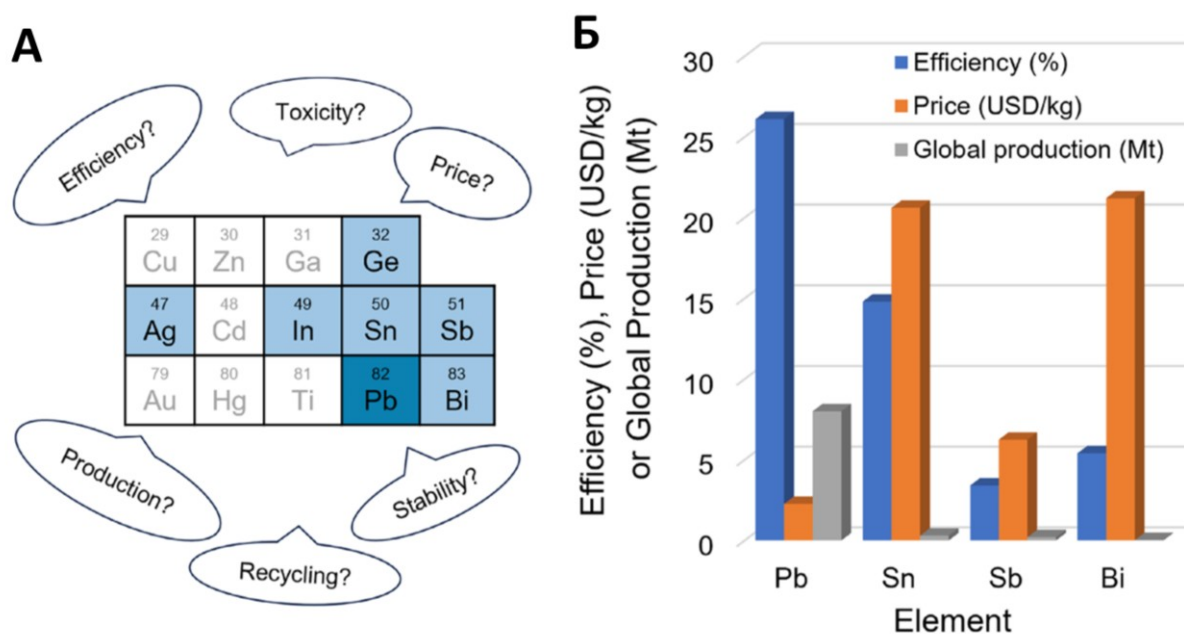 А
Efficiency?
Toxicity?
Price?
29
Cu
30
Zn
31
Ga
32
Ge
47
Ag
48
Cd
49
In
50
Sn
51
Sb
79
Au
80
Hg
81
Ti
82
Pb
83
Bi
Production?
Stability?
Recycling?
Б
Efficiency (%), Price (USD/kg)
or Global Production (Mt)
30
25
20
15
10
5
0
Efficiency (%)
Price (USD/kg)
Global production (Mt)
Pb
Sn
Sb
Bi
Element